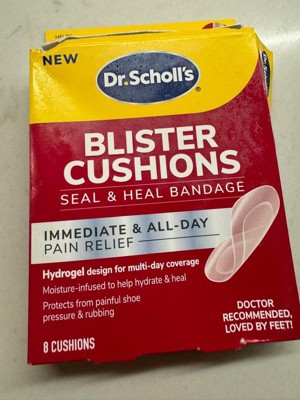 NEW
Dr.Scholl's®
BLISTER
CUSHIONS
SEAL & HEAL BANDAGE
IMMEDIATE & ALL-DAY
PAIN RELIEF
Hydrogel design for multi-day coverage
Moisture-infused to help hydrate & heal
Protects from painful shoe
pressure & rubbing
DOCTOR
RECOMMENDED,
LOVED BY FEET!
8 CUSHIONS